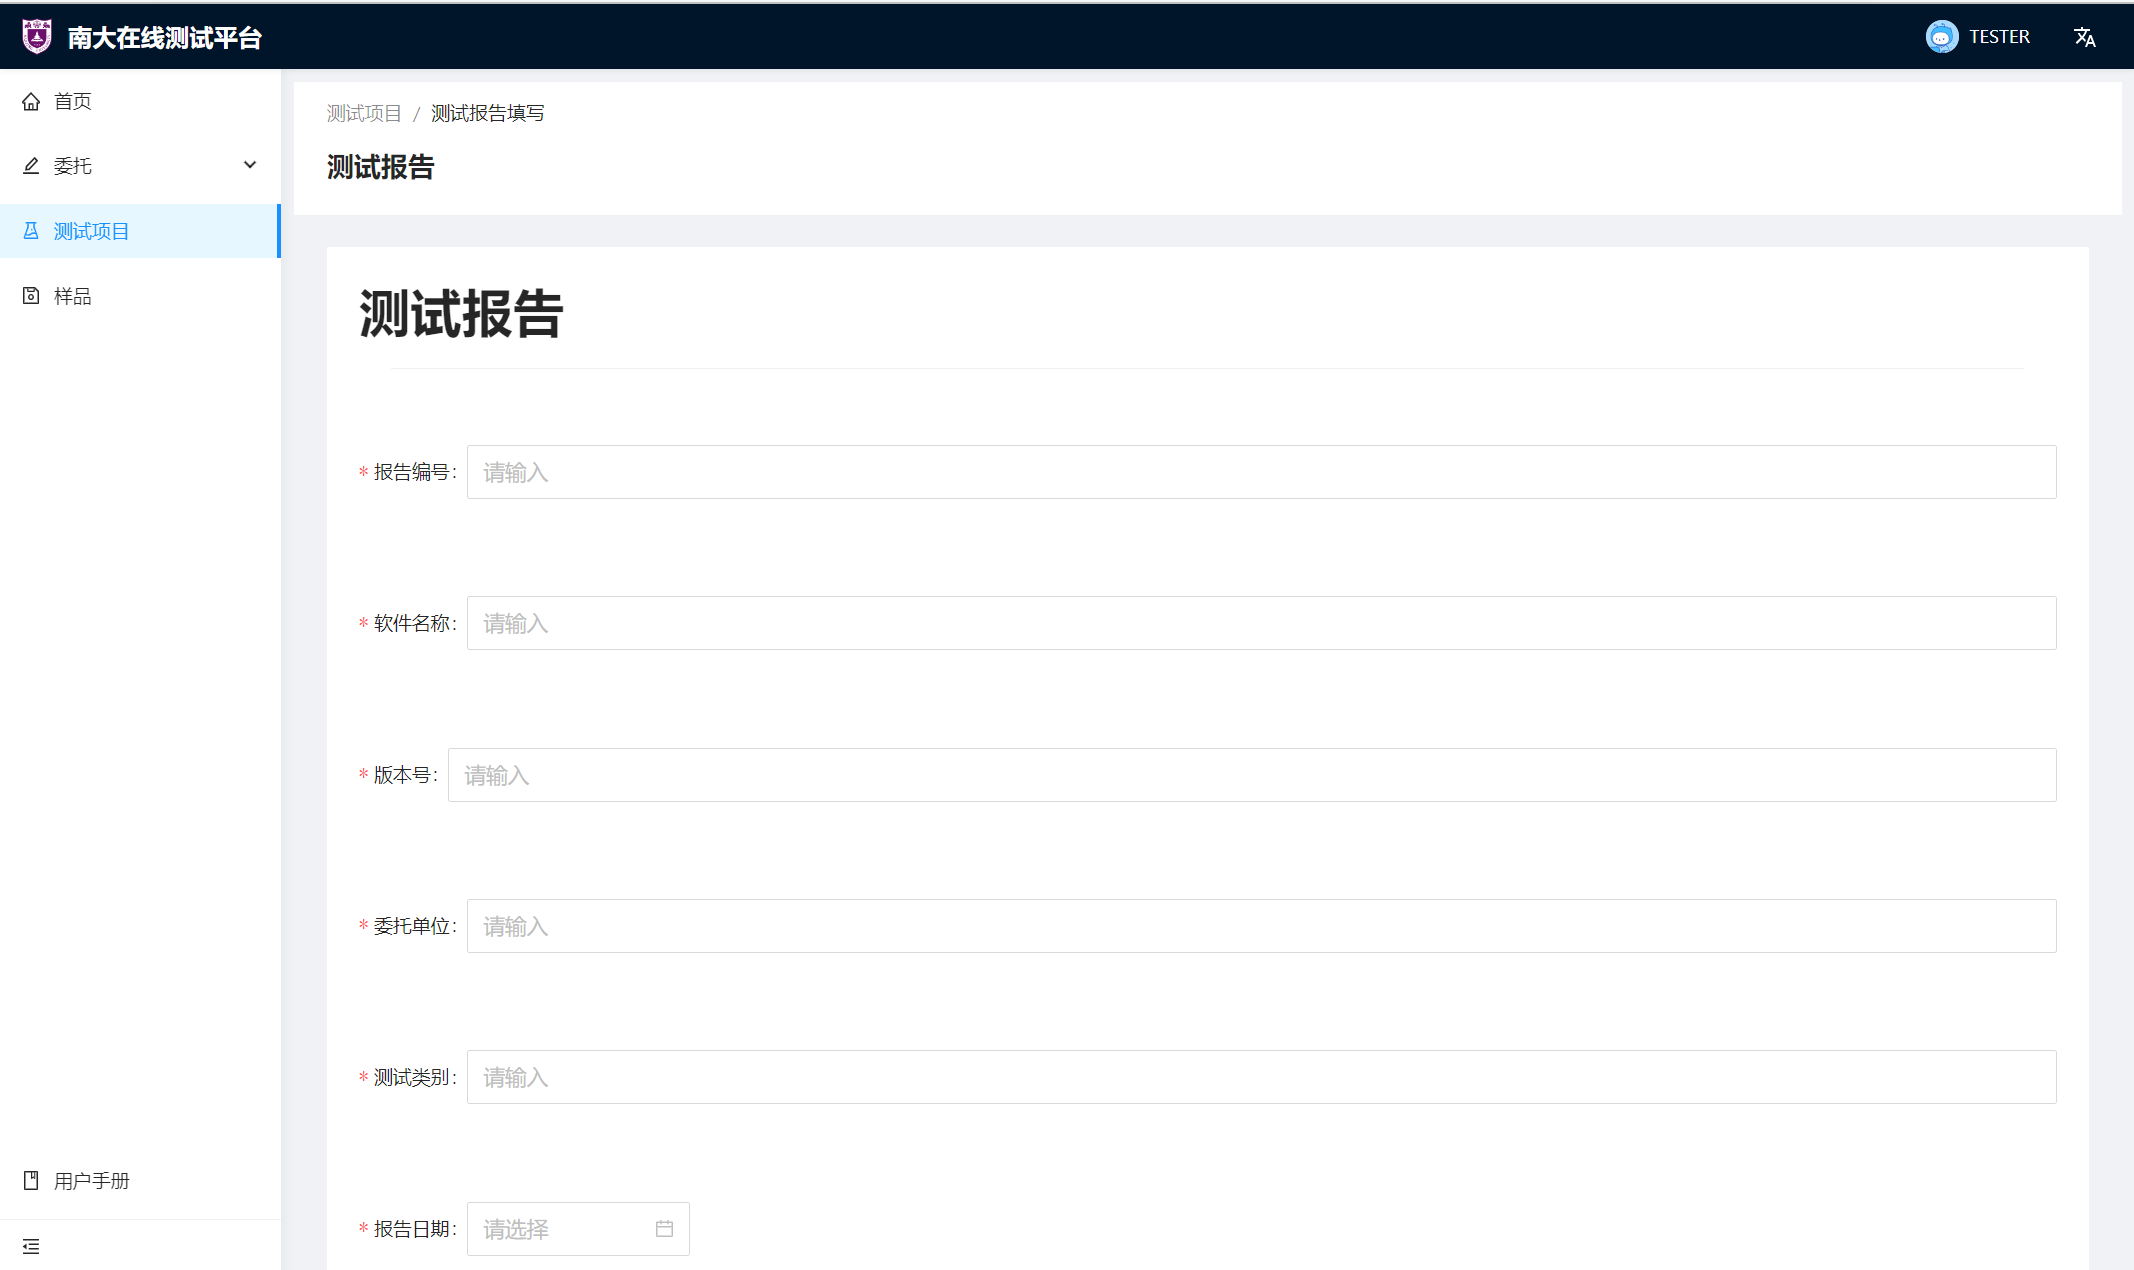 南大在线测试平台
TESTER
首页
委托
测试项目
样品
用户手册
测试项目 / 测试报告填写
测试报告
测试报告
* 报告编号: 请输入
* 软件名称: 请输入
* 版本号: 请输入
* 委托单位: 请输入
* 测试类别: 请输入
* 报告日期: 请选择